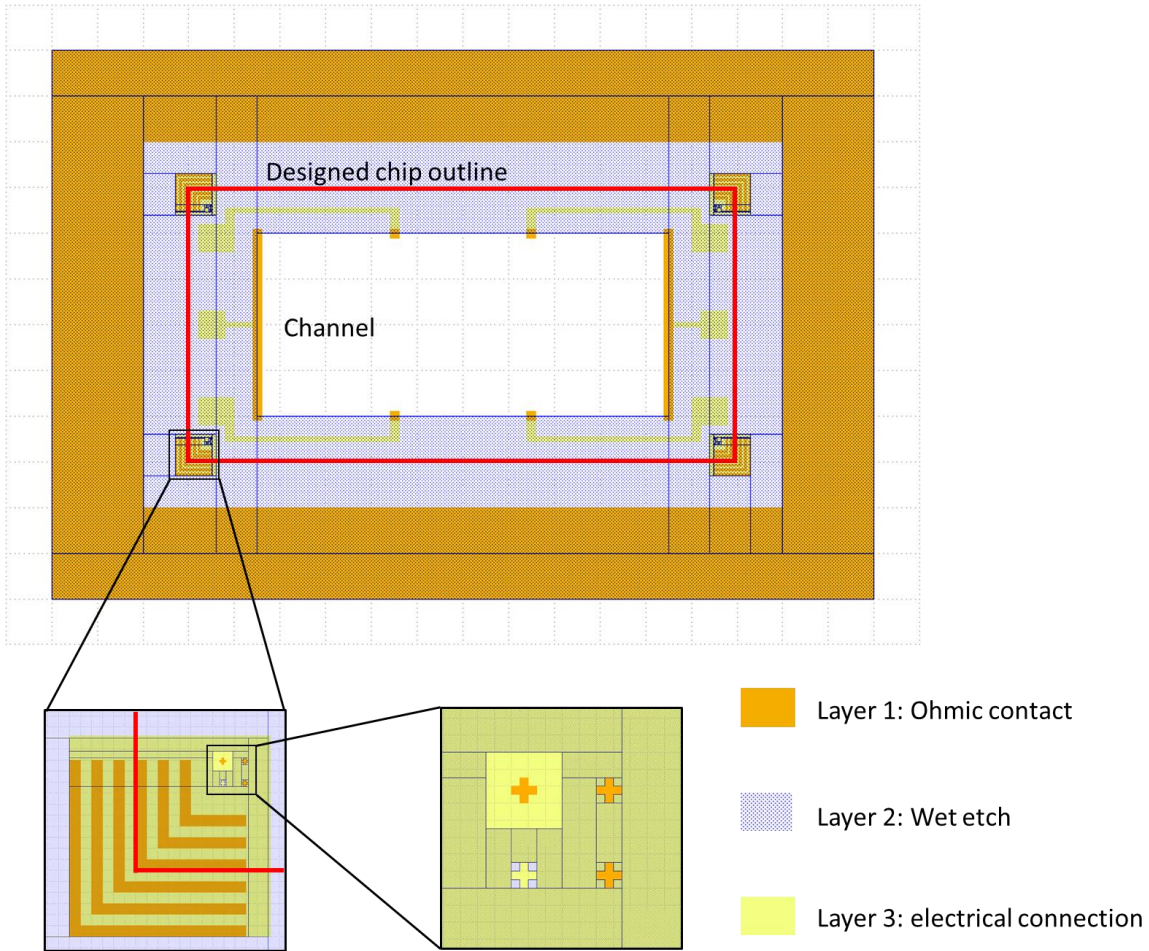 Designed chip outline
Channel
Layer 1: Ohmic contact
Layer 2: Wet etch
Layer 3: electrical connection